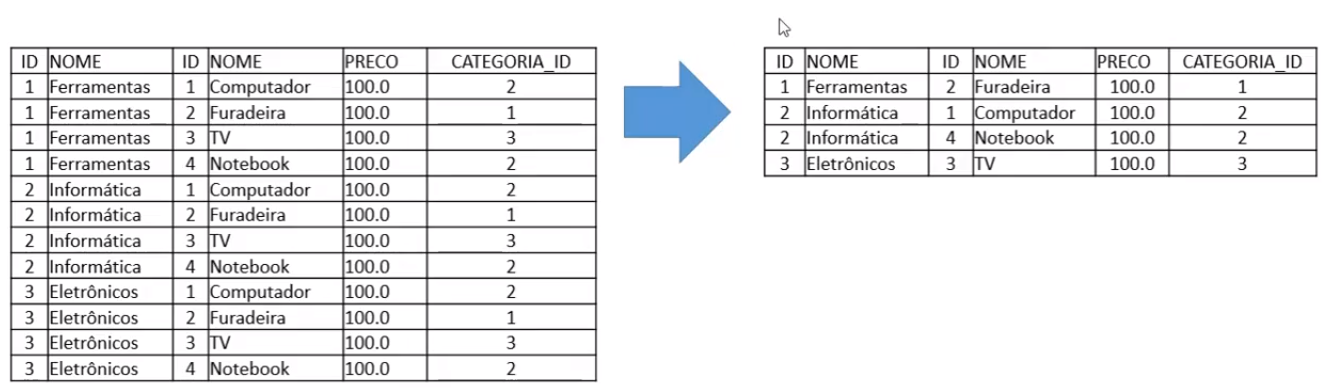 ID NOME ID NOME PRECO CATEGORIA_ID
1 Ferramentas 1 Computador 100.0 2
1 Ferramentas 2 Furadeira 100.0 1
1 Ferramentas 3 TV 100.0 3
1 Ferramentas 4 Notebook 100.0 2
2 Informática 1 Computador 100.0 2
2 Informática 2 Furadeira 100.0 1
2 Informática 3 TV 100.0 3
2 Informática 4 Notebook 100.0 2
3 Eletrônicos 1 Computador 100.0 2
3 Eletrônicos 2 Furadeira 100.0 1
3 Eletrônicos 3 TV 100.0 3
3 Eletrônicos 4 Notebook 100.0 2
ID NOME ID NOME PRECO CATEGORIA_ID
1 Ferramentas 2 Furadeira 100.0 1
2 Informática 1 Computador 100.0 2
2 Informática 4 Notebook 100.0 2
3 Eletrônicos 3 TV 100.0 3